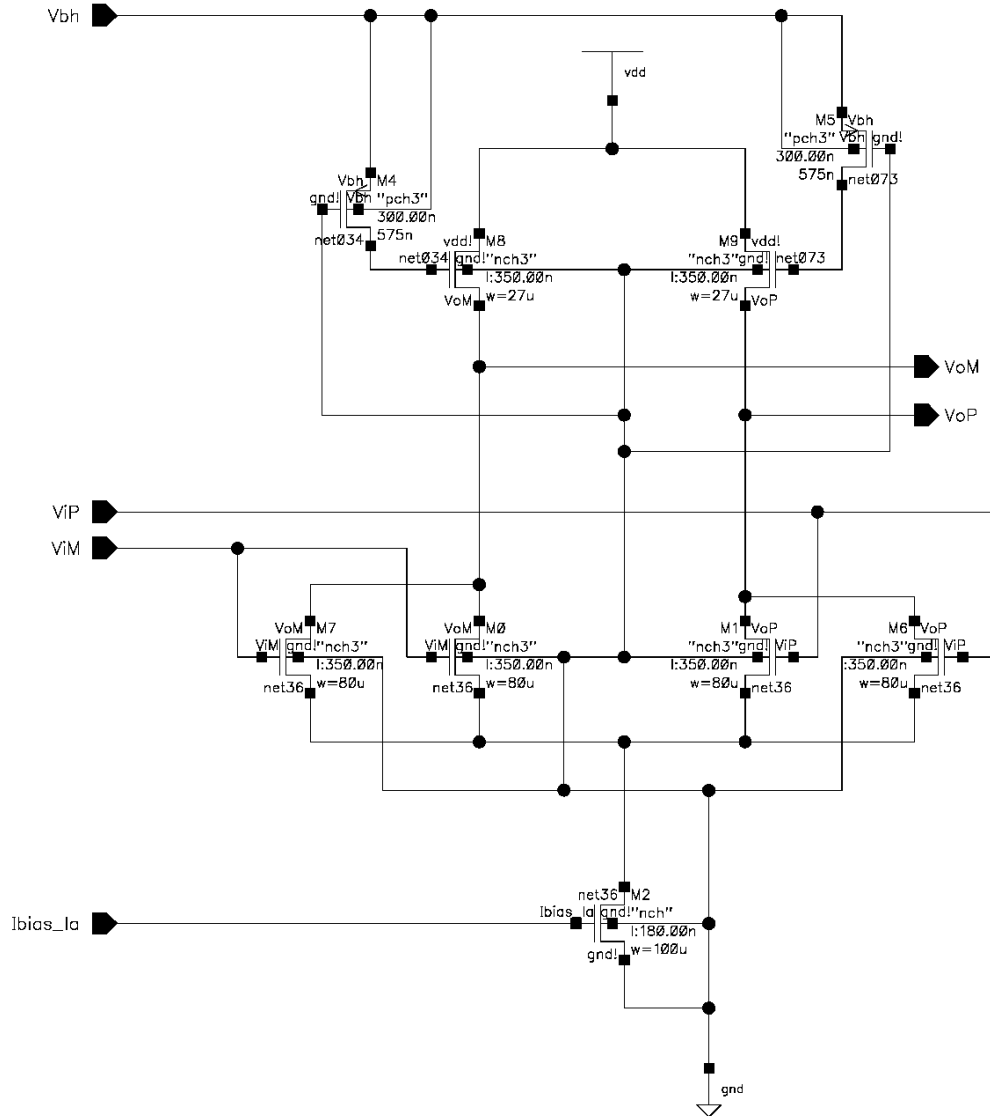 Vbh
vdd
M5 Vbh
"pch3" Vbh gnd!
300.00n
575n net073
Vbh M4
gnd! Vbh "pch3"
300.00n
net034 575n
vdd! M8
net034 gnd! "nch3"
l:350.00n
w=27u
VoM
M9 vdd!
"nch3" gnd! net073
l:350.00n
w=27u VoP
VoM
VoP
ViP
ViM
VoM M7
ViM gnd! "nch3"
l:350.00n
net36 w=80u
VoM M0
ViM gnd! "nch3"
l:350.00n
net36 w=80u
M1 VoP
"nch3" gnd! ViP
l:350.00n
w=80u net36
M6 VoP
"nch3" gnd! ViP
l:350.00n
w=80u net36
net36 M2
Ibias_la
Ibias_la gnd! "nch"
l:180.00n
gnd! w=100u
gnd